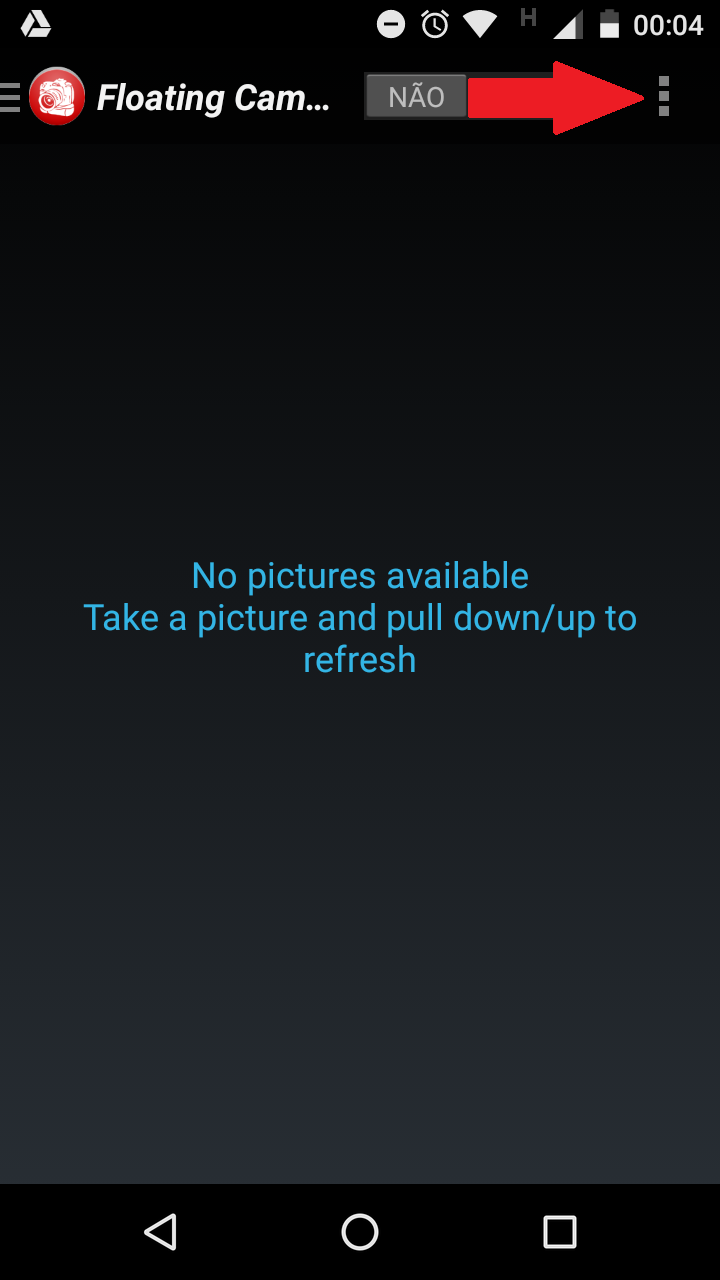 H
00:04
Floating Cam...
NÃO
No pictures available
Take a picture and pull down/up to
refresh